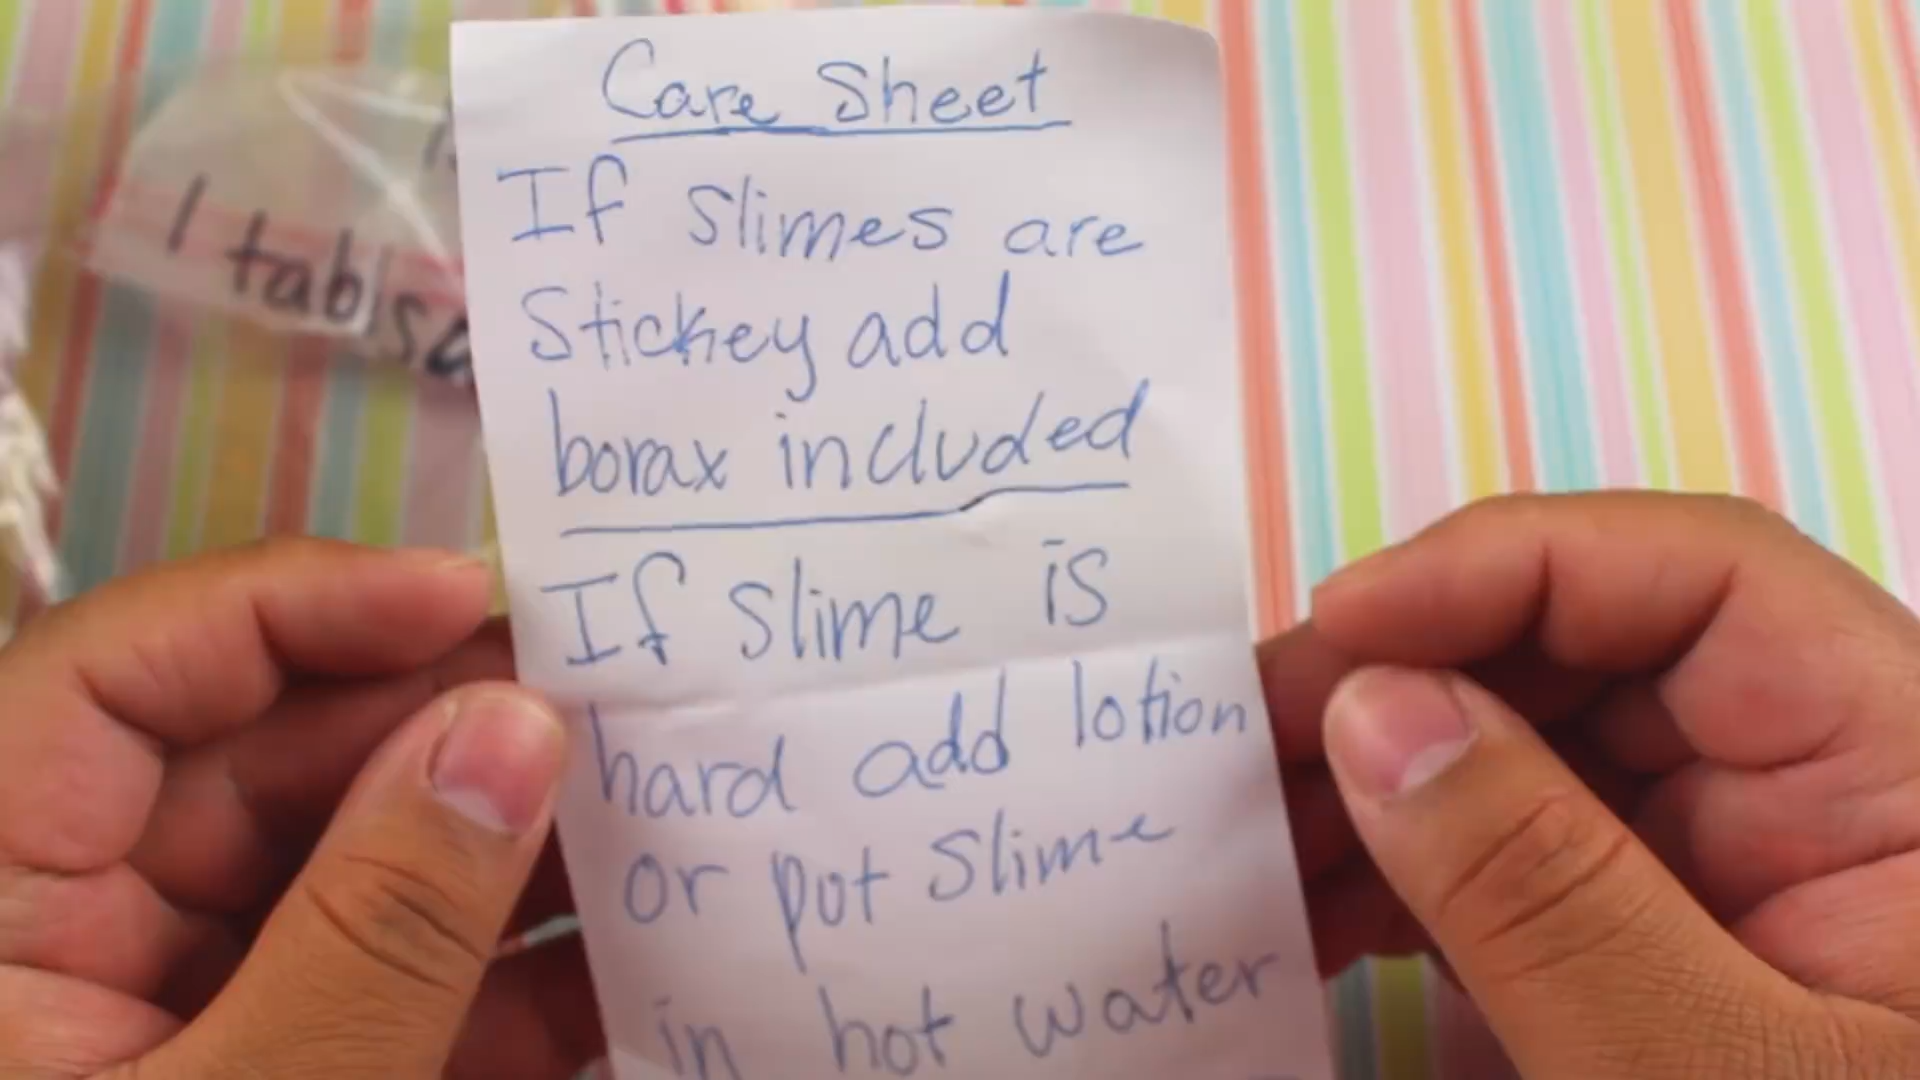 Care Sheet
If slimes are
Stickey add
borax included
If slime is
hard add lotion
or put slime
in hot water
1 tablsc